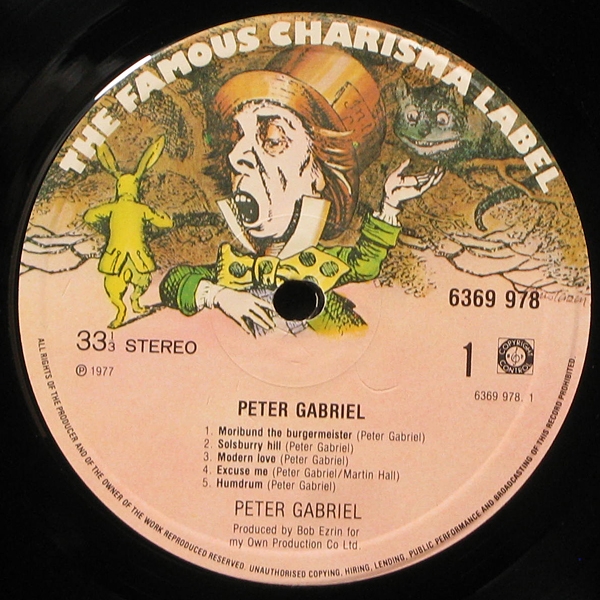 THE FAMOUS CHARISMA LABEL
6369 978
33⅓ STEREO
1
COPYRIGHT CONTROL
℗ 1977
6369 978. 1
PETER GABRIEL
1. Moribund the burgermeister (Peter Gabriel)
2. Solsburry hill (Peter Gabriel)
3. Modern love (Peter Gabriel)
4. Excuse me (Peter Gabriel/Martin Hall)
5. Humdrum (Peter Gabriel)
PETER GABRIEL
Produced by Bob Ezrin for
my Own Production Co Ltd.
ALL RIGHTS OF THE PRODUCER AND OF THE OWNER OF THE WORK REPRODUCED RESERVED. UNAUTHORISED COPYING, HIRING, LENDING, PUBLIC PERFORMANCE AND BROADCASTING OF THIS RECORD PROHIBITED.